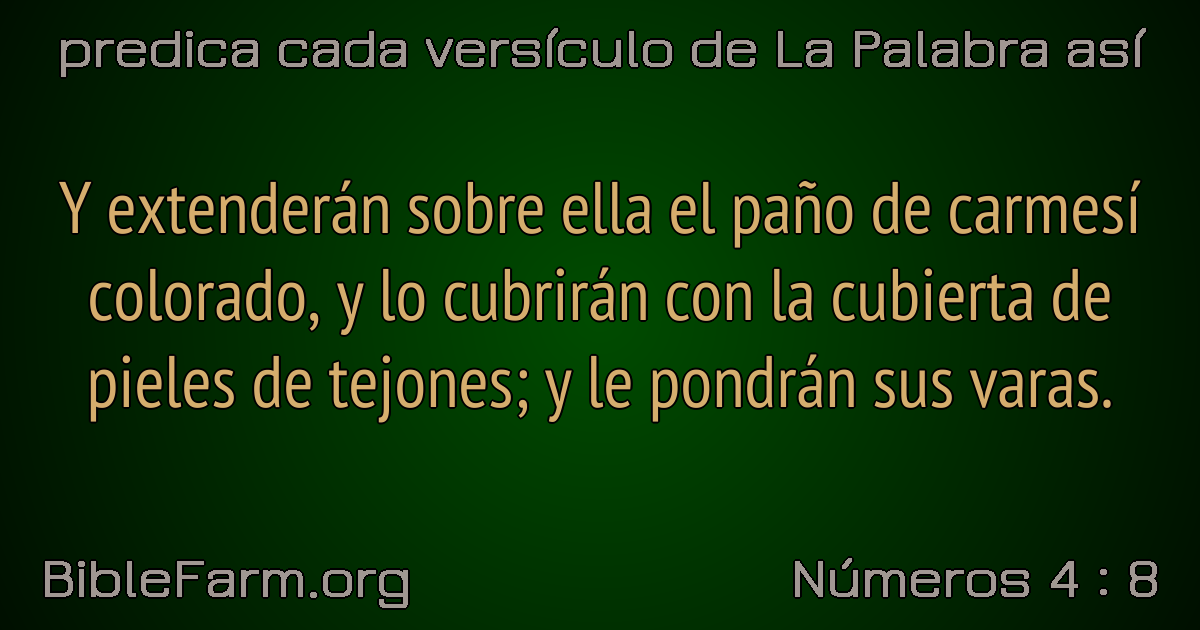 predica cada versículo de La Palabra así
Y extenderán sobre ella el paño de carmesí
colorado, y lo cubrirán con la cubierta de
pieles de tejones; y le pondrán sus varas.
BibleFarm.org
Números 4 : 8